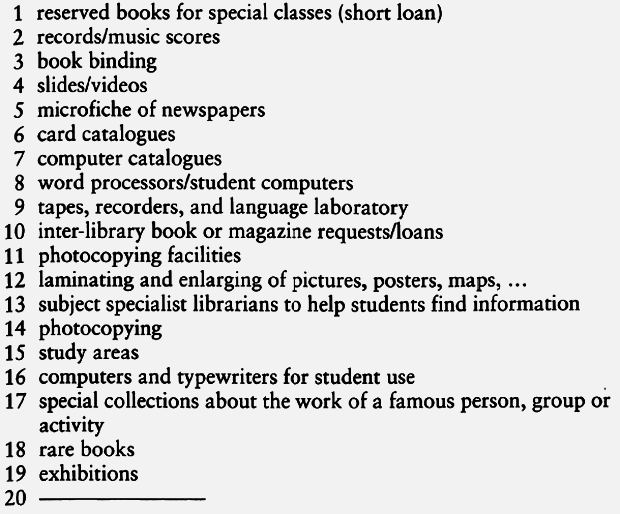 1 reserved books for special classes (short loan)
2 records/music scores
3 book binding
4 slides/videos
5 microfiche of newspapers
6 card catalogues
7 computer catalogues
8 word processors/student computers
9 tapes, recorders, and language laboratory
10 inter-library book or magazine requests/loans
11 photocopying facilities
12 laminating and enlarging of pictures, posters, maps, ...
13 subject specialist librarians to help students find information
14 photocopying
15 study areas
16 computers and typewriters for student use
17 special collections about the work of a famous person, group or
activity
18 rare books
19 exhibitions
20